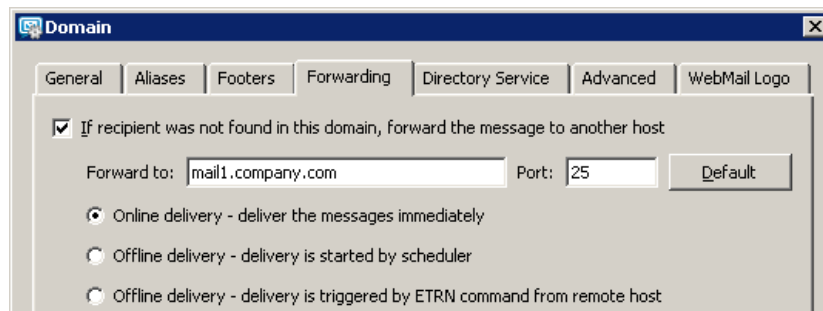 Domain
General Aliases Footers Forwarding Directory Service Advanced WebMail Logo
If recipient was not found in this domain, forward the message to another host
Forward to: mail1.company.com Port: 25 Default
Online delivery - deliver the messages immediately
Offline delivery - delivery is started by scheduler
Offline delivery - delivery is triggered by ETRN command from remote host